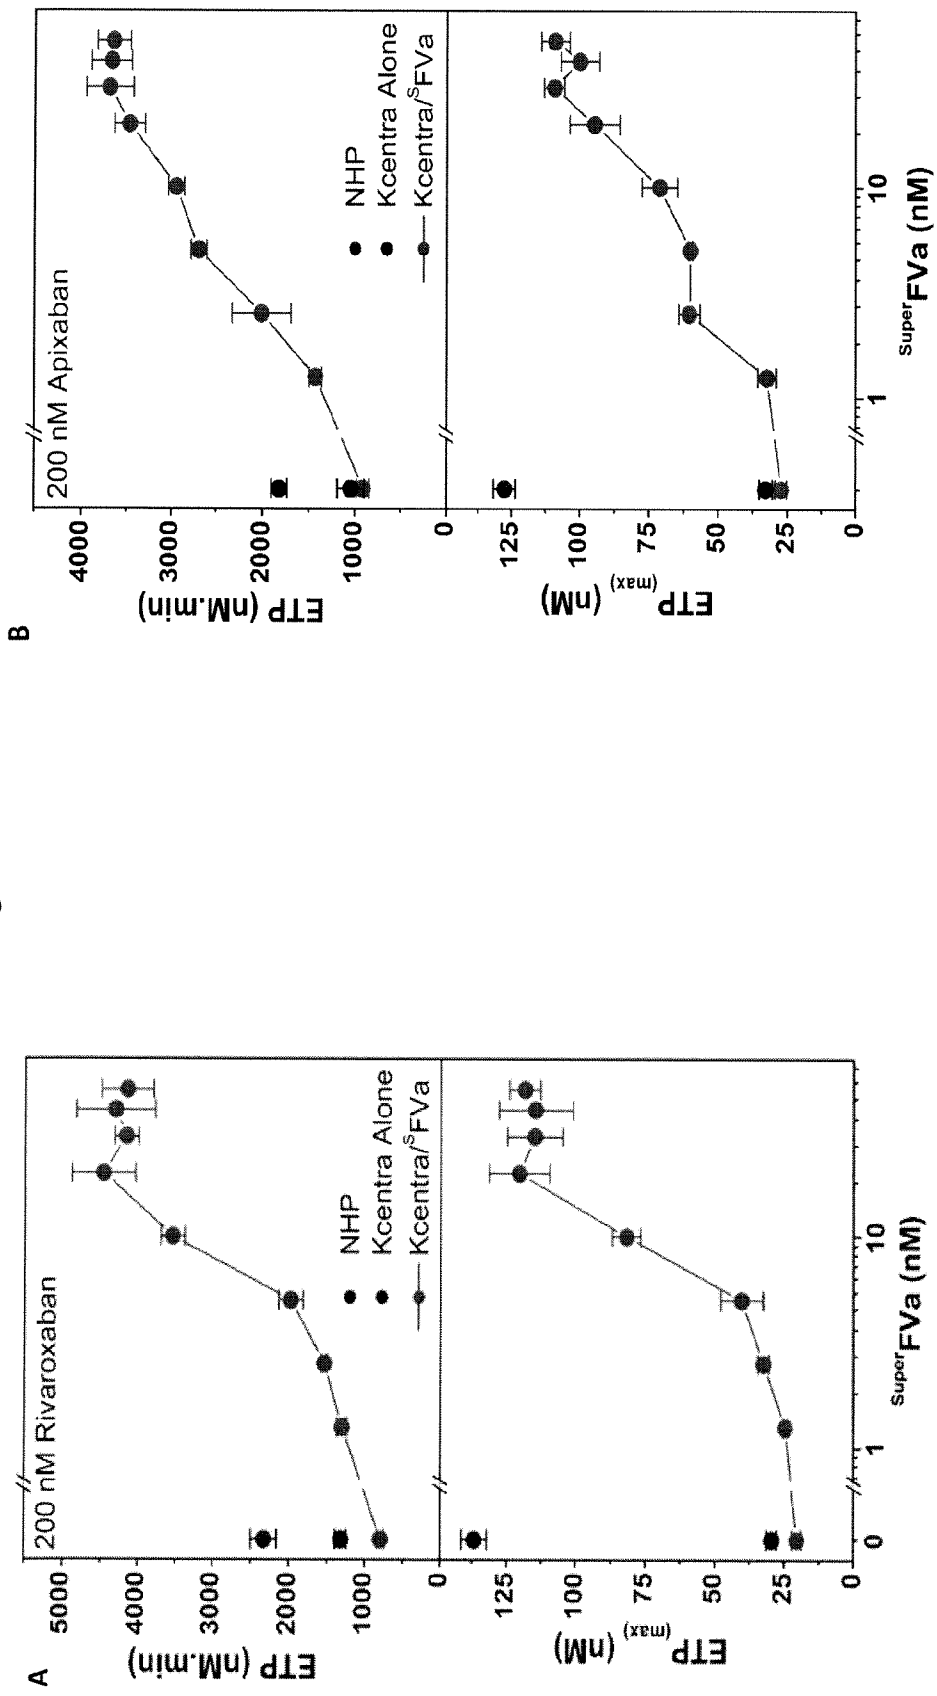 A
200 nM Rivaroxaban
5000
4000
3000
2000
1000
0
ETP (nM.min)
NHP
Kcentra Alone
Kcentra/SFVa
125
100
75
50
25
0
ETP(max) (nM)
0
1
10
SuperFVa (nM)
B
200 nM Apixaban
4000
3000
2000
1000
0
ETP (nM.min)
NHP
Kcentra Alone
Kcentra/SFVa
125
100
75
50
25
0
ETP(max) (nM)
1
10
SuperFVa (nM)